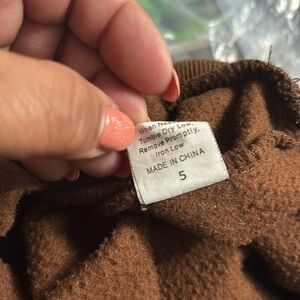 When
Tumble Dry Low.
Remove Promptly.
Iron Low
MADE IN CHINA
5